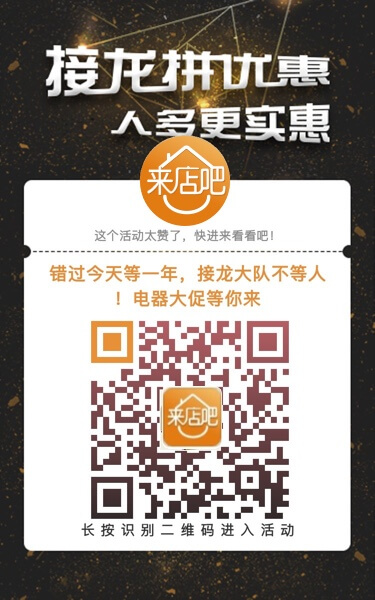 接龙拼优惠
人多更实惠
来店吧
这个活动太赞了，快进来看看吧！
错过今天等一年，接龙大队不等人
！电器大促等你来
来店吧
长按识别二维码进入活动